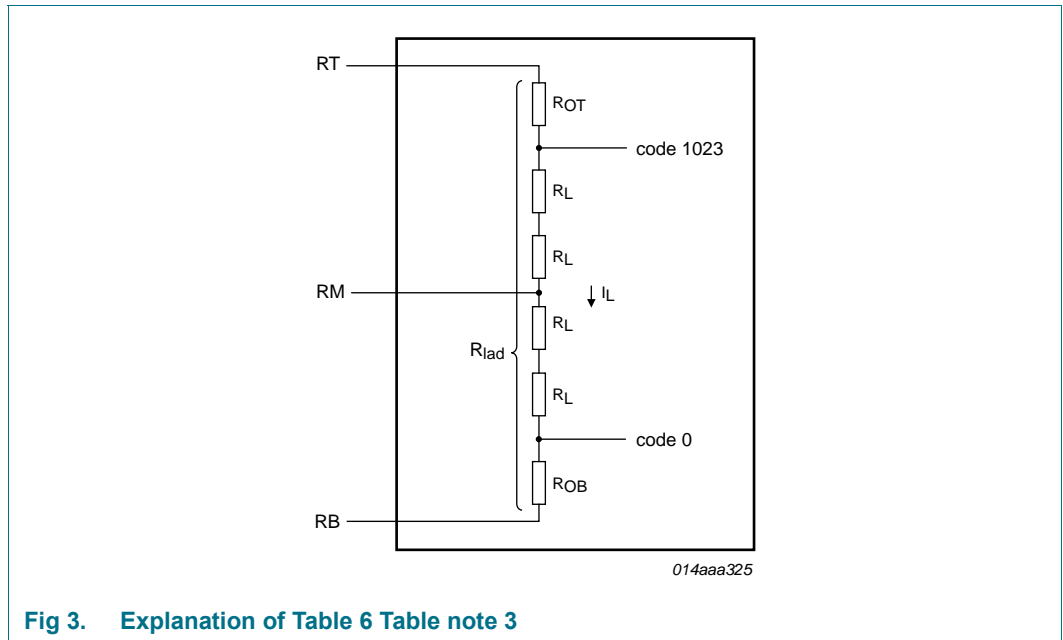 RT
ROT
code 1023
RL
RL
RM
IL
RL
Rlad
RL
code 0
ROB
RB
014aaa325
Fig 3. Explanation of Table 6 Table note 3